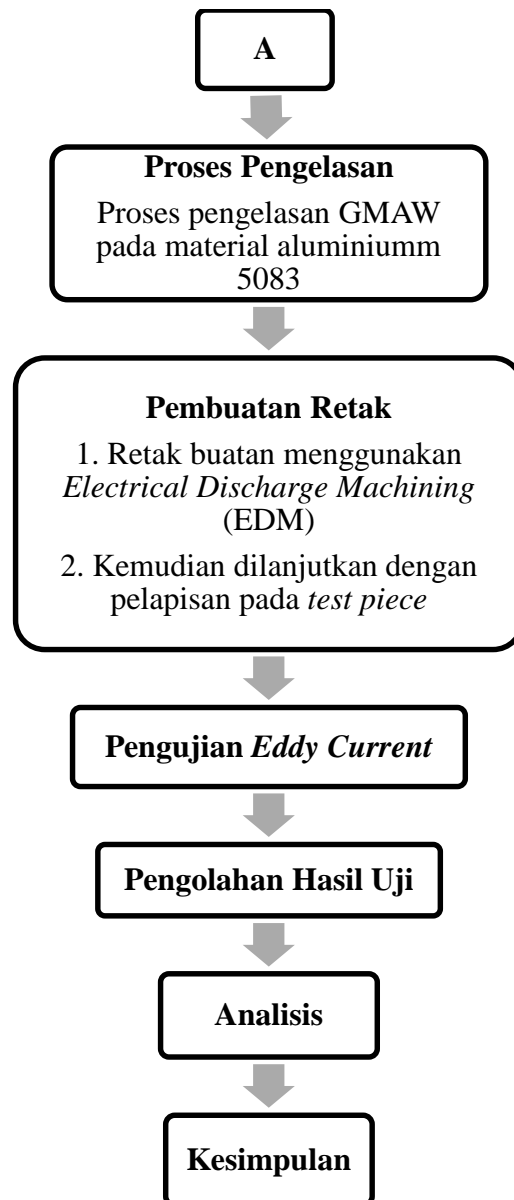 A
Proses Pengelasan
Proses pengelasan GMAW
pada material aluminiumm
5083
Pembuatan Retak
1. Retak buatan menggunakan
Electrical Discharge Machining
(EDM)
2. Kemudian dilanjutkan dengan
pelapisan pada test piece
Pengujian Eddy Current
Pengolahan Hasil Uji
Analisis
Kesimpulan